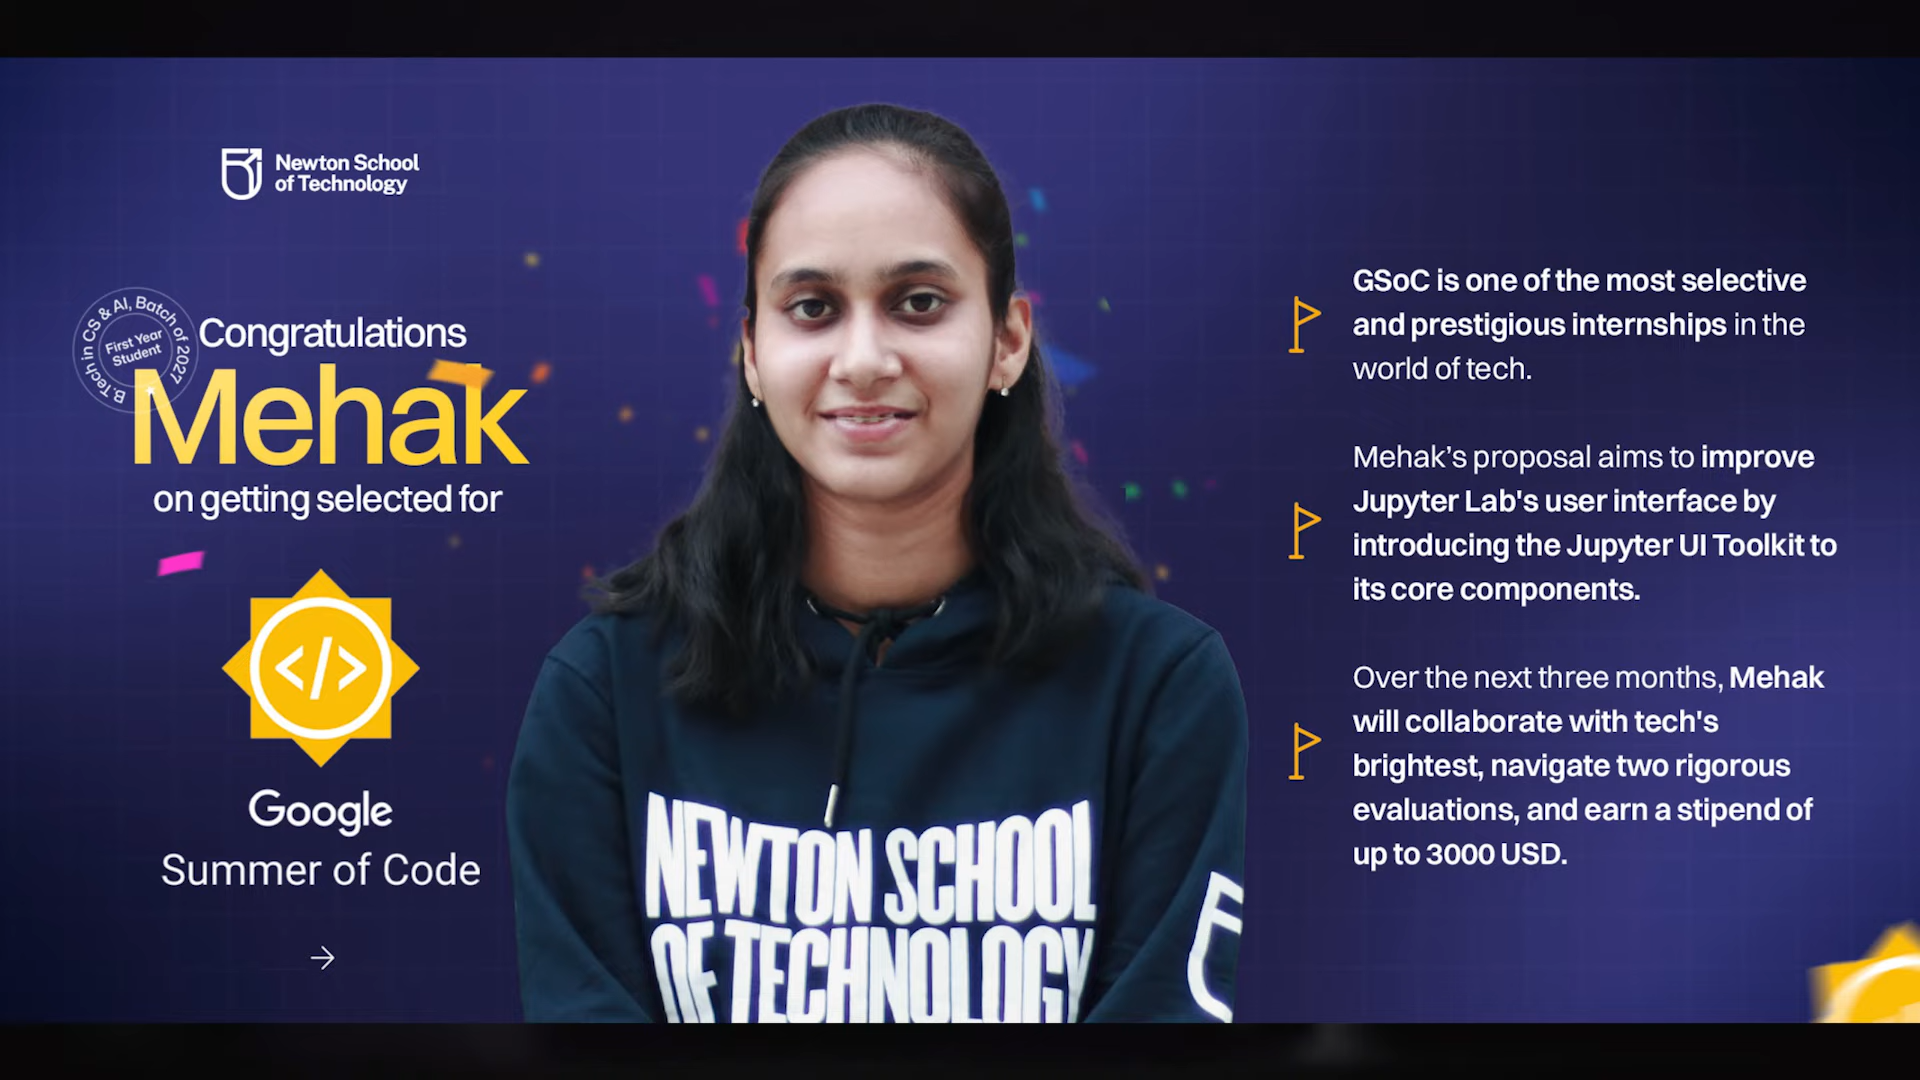 Newton School
of Technology
B.Tech in CS & AI, Batch of 2027
First Year
Student
Congratulations
Mehak
on getting selected for
</>
Google
Summer of Code
NEWTON SCHOOL
OF TECHNOLOGY
GSoC is one of the most selective
and prestigious internships in the
world of tech.
Mehak’s proposal aims to improve
Jupyter Lab's user interface by
introducing the Jupyter UI Toolkit to
its core components.
Over the next three months, Mehak
will collaborate with tech's
brightest, navigate two rigorous
evaluations, and earn a stipend of
up to 3000 USD.